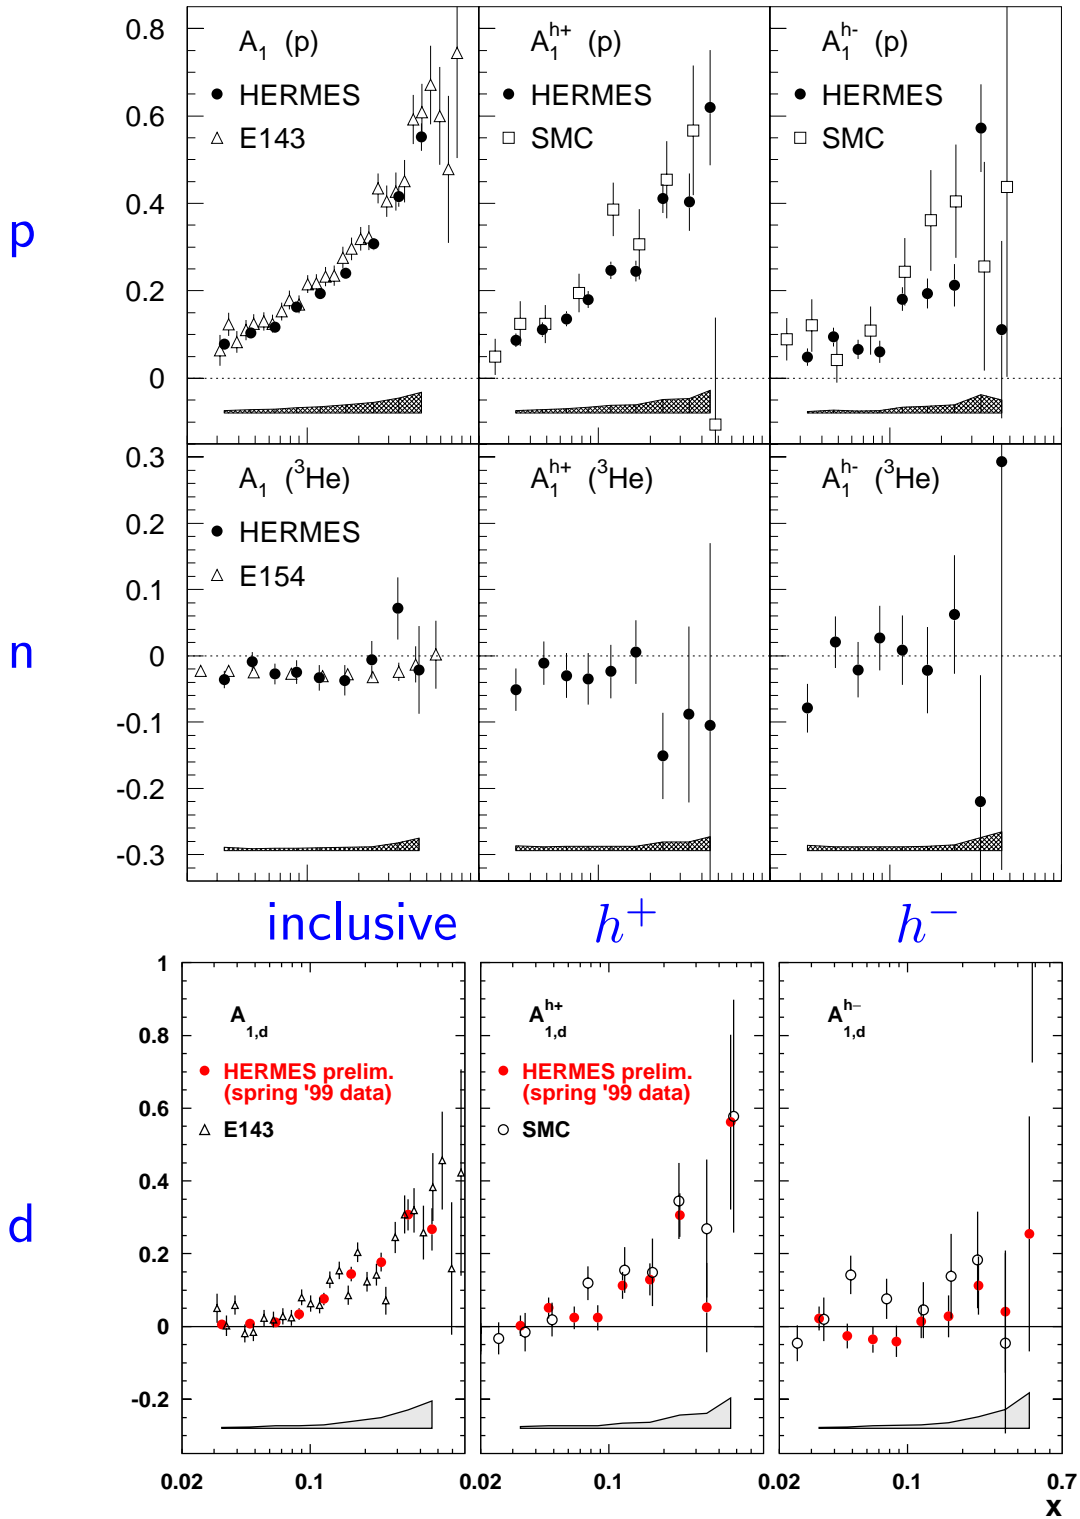 0.8
0.6
0.4
0.2
0
A₁ (p)
HERMES
E143
A₁ʰ⁺ (p)
HERMES
SMC
A₁ʰ⁻ (p)
HERMES
SMC
p
0.3
0.2
0.1
0
-0.1
-0.2
-0.3
A₁ (³He)
HERMES
E154
A₁ʰ⁺ (³He)
A₁ʰ⁻ (³He)
n
inclusive
h⁺
h⁻
1
0.8
0.6
0.4
0.2
0
-0.2
A₁,d
HERMES prelim.
(spring '99 data)
E143
A₁,dʰ⁺
HERMES prelim.
(spring '99 data)
SMC
A₁,dʰ⁻
d
0.02 0.1 0.02 0.1 0.02 0.1 0.7
x